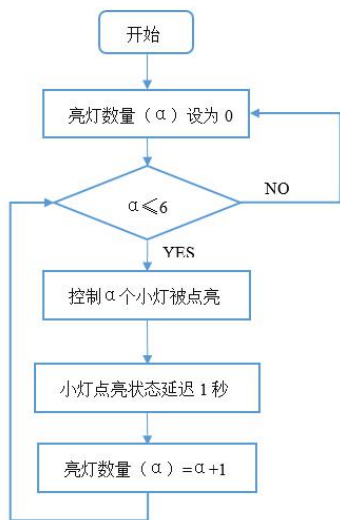 开始
亮灯数量（α）设为 0
α≤6
NO
YES
控制α个小灯被点亮
小灯点亮状态延迟 1 秒
亮灯数量（α）=α+1